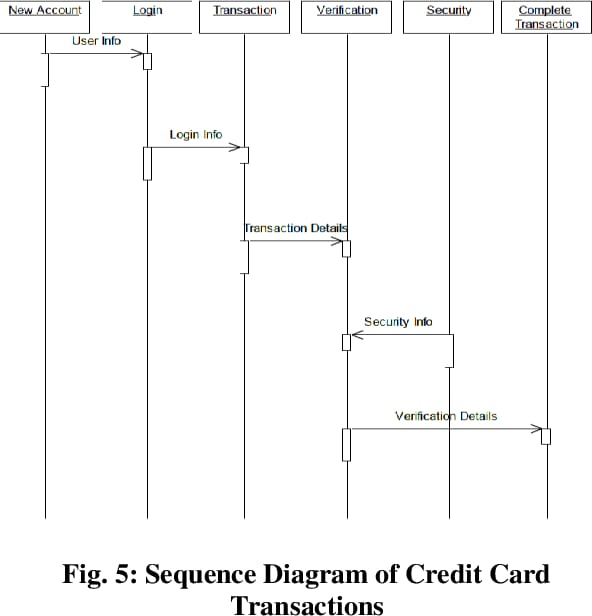 New Account Login Transaction Verification Security Complete
Transaction
User Info
Login Info
Transaction Details
Security Info
Verification Details
Fig. 5: Sequence Diagram of Credit Card
Transactions